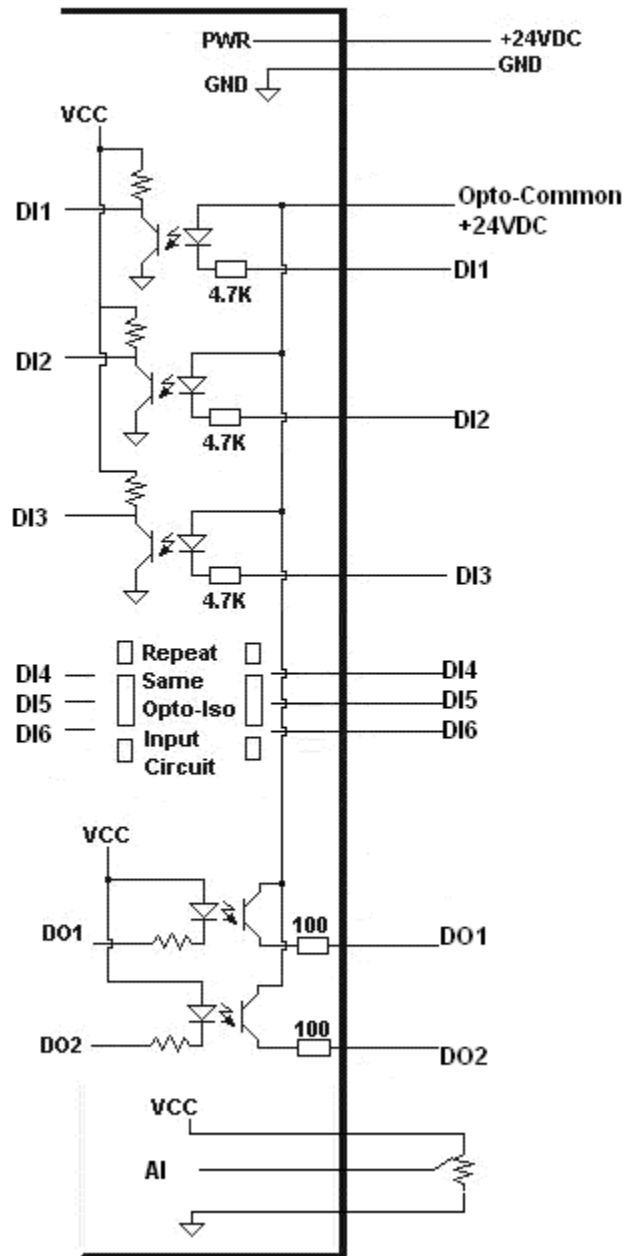 PWR
+24VDC
GND
GND
VCC
Opto-Common
+24VDC
DI1
DI1
4.7K
DI2
DI2
4.7K
DI3
DI3
4.7K
Repeat
DI4
Same
DI4
DI5
Opto-Iso
DI5
DI6
Input
DI6
Circuit
VCC
100
DO1
DO1
100
DO2
DO2
VCC
AI